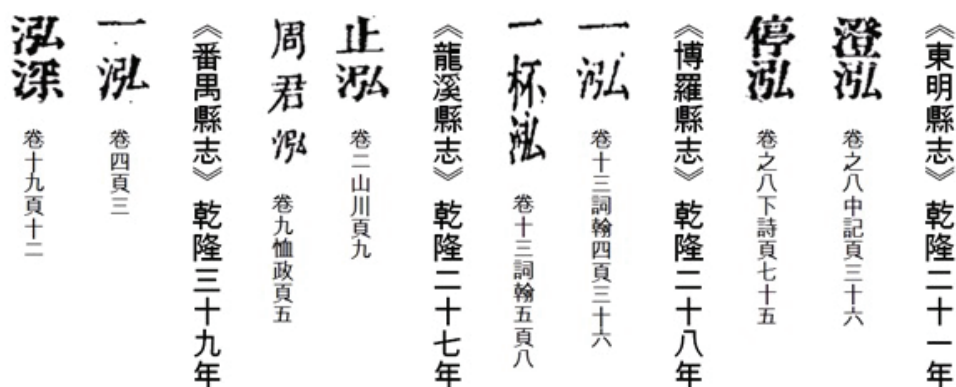 《東明縣志》乾隆二十一年
澄泓 卷之八中記頁三十六
停泓 卷之八下詩頁七十五
《博羅縣志》乾隆二十八年
一泓 卷十三詞翰四頁三十六
一杯泓 卷十三詞翰五頁八
《龍溪縣志》乾隆二十七年
止泓 卷二山川頁九
周君泓 卷九恤政頁五
《番禺縣志》乾隆三十九年
一泓 卷四頁三
泓深 卷十九頁十二